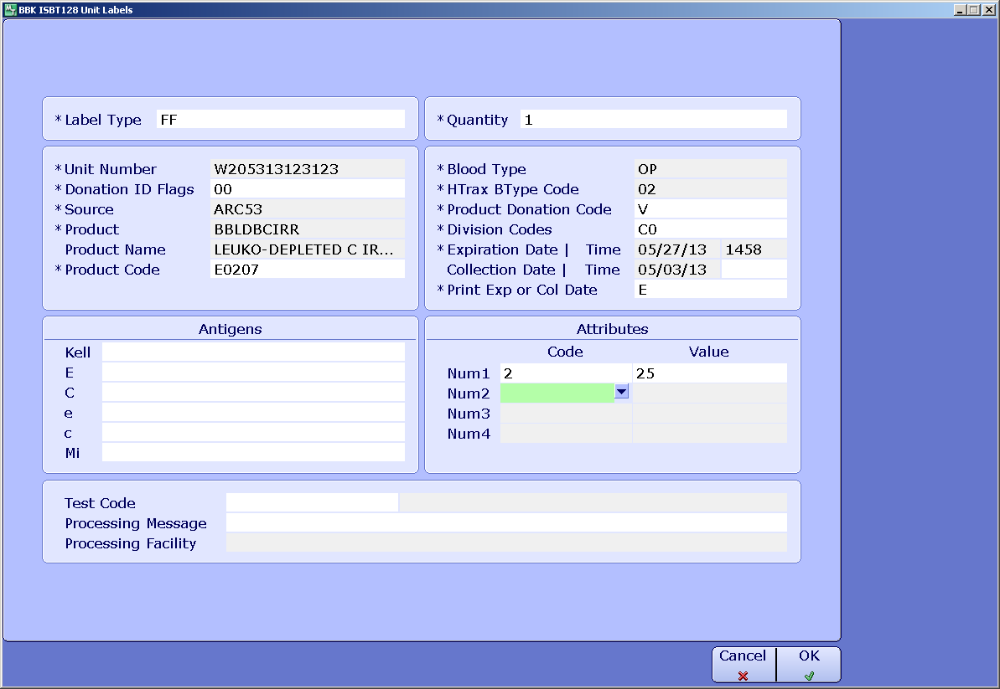 BBK ISBT128 Unit Labels
*Label Type FF
*Quantity 1
*Unit Number W205313123123
*Donation ID Flags 00
*Source ARC53
*Product BBLDBCIRR
Product Name LEUKO-DEPLETED C IR...
*Product Code E0207
*Blood Type OP
*HTrax BType Code 02
*Product Donation Code V
*Division Codes C0
*Expiration Date | Time 05/27/13 1458
Collection Date | Time 05/03/13
*Print Exp or Col Date E
Antigens
Kell
E
C
e
c
Mi
Attributes
Code Value
Num1 2 25
Num2
Num3
Num4
Test Code
Processing Message
Processing Facility
Cancel OK